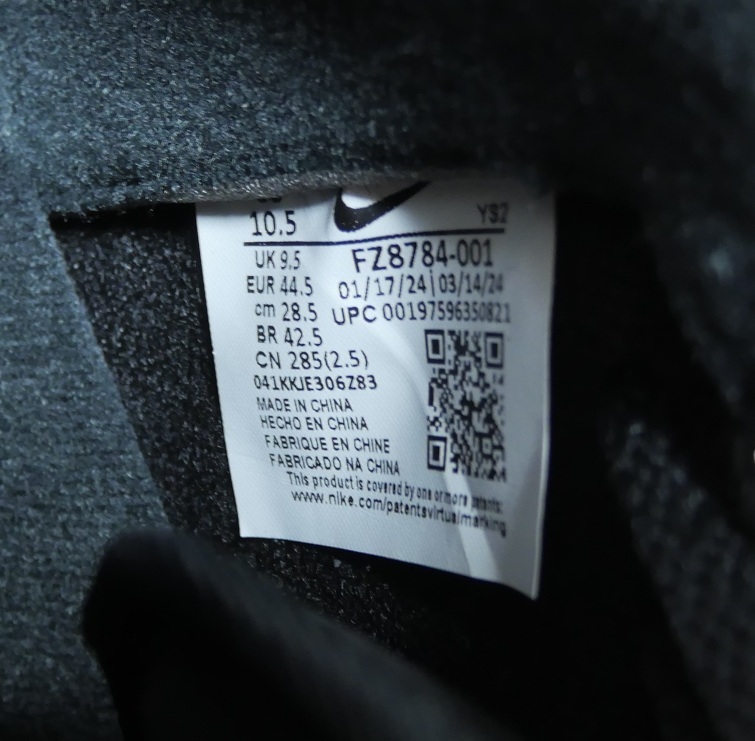 10.5
YS2
UK 9.5
FZ8784-001
EUR 44.5
01/17/24|03/14/24
cm 28.5
UPC 00197596350821
BR 42.5
CN 285(2.5)
041KKJE306Z83
MADE IN CHINA
HECHO EN CHINA
FABRIQUE EN CHINE
FABRICADO NA CHINA
This product is covered by one or more patents:
www.nike.com/patentsvirtualmarking